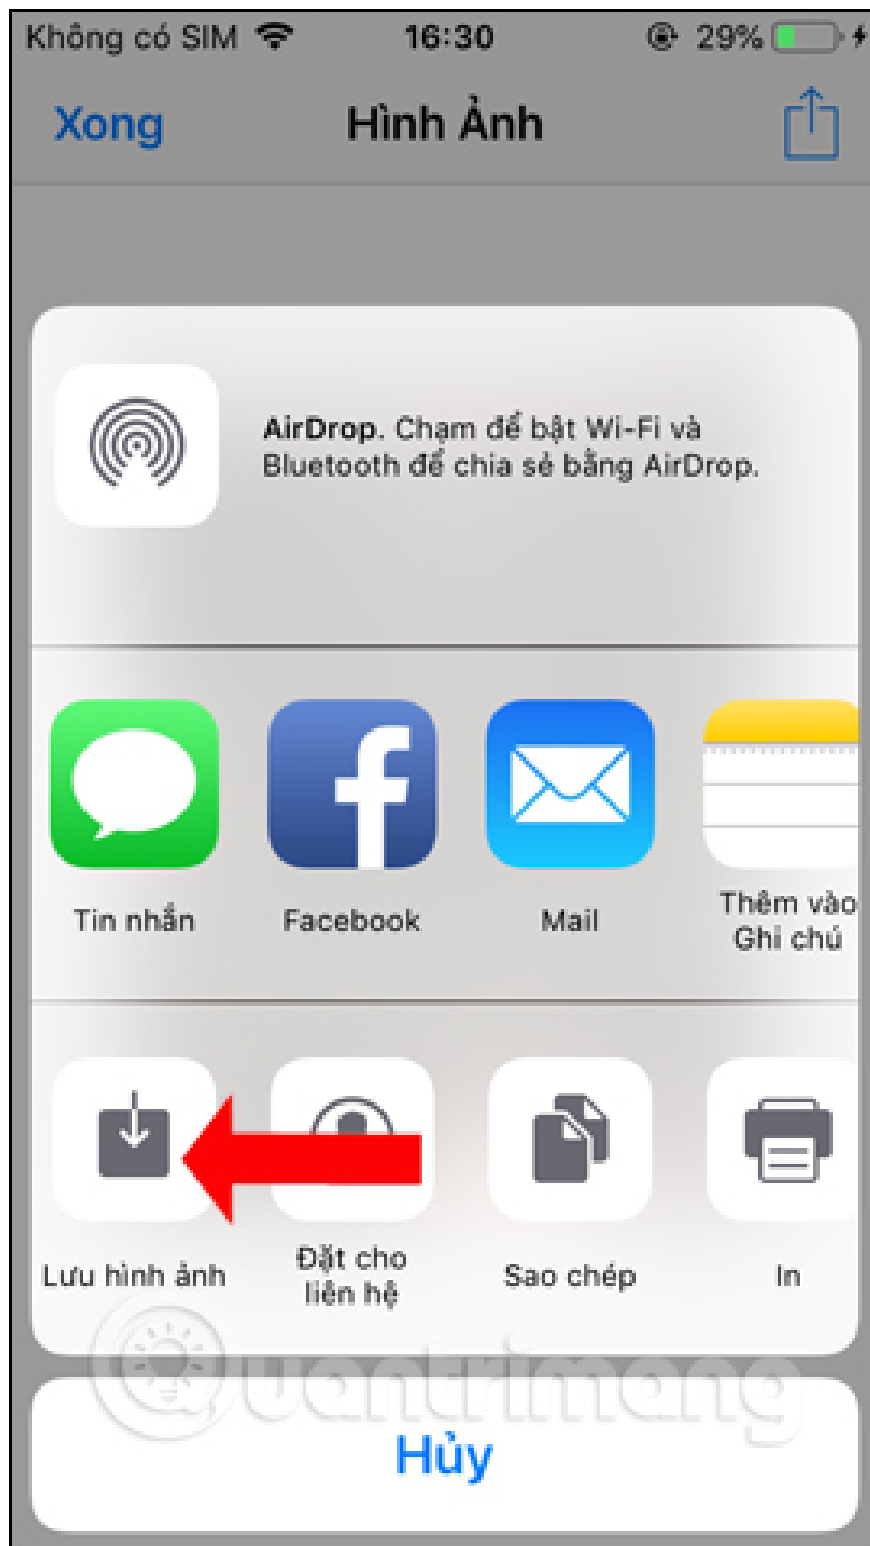 Không có SIM 16:30 29%
Xong Hình Ảnh
AirDrop. Chạm để bật Wi-Fi và
Bluetooth để chia sẻ bằng AirDrop.
Tin nhắn Facebook Mail Thêm vào
Ghi chú
Lưu hình ảnh Đặt cho
liên hệ Sao chép In
Quantrimang
Hủy